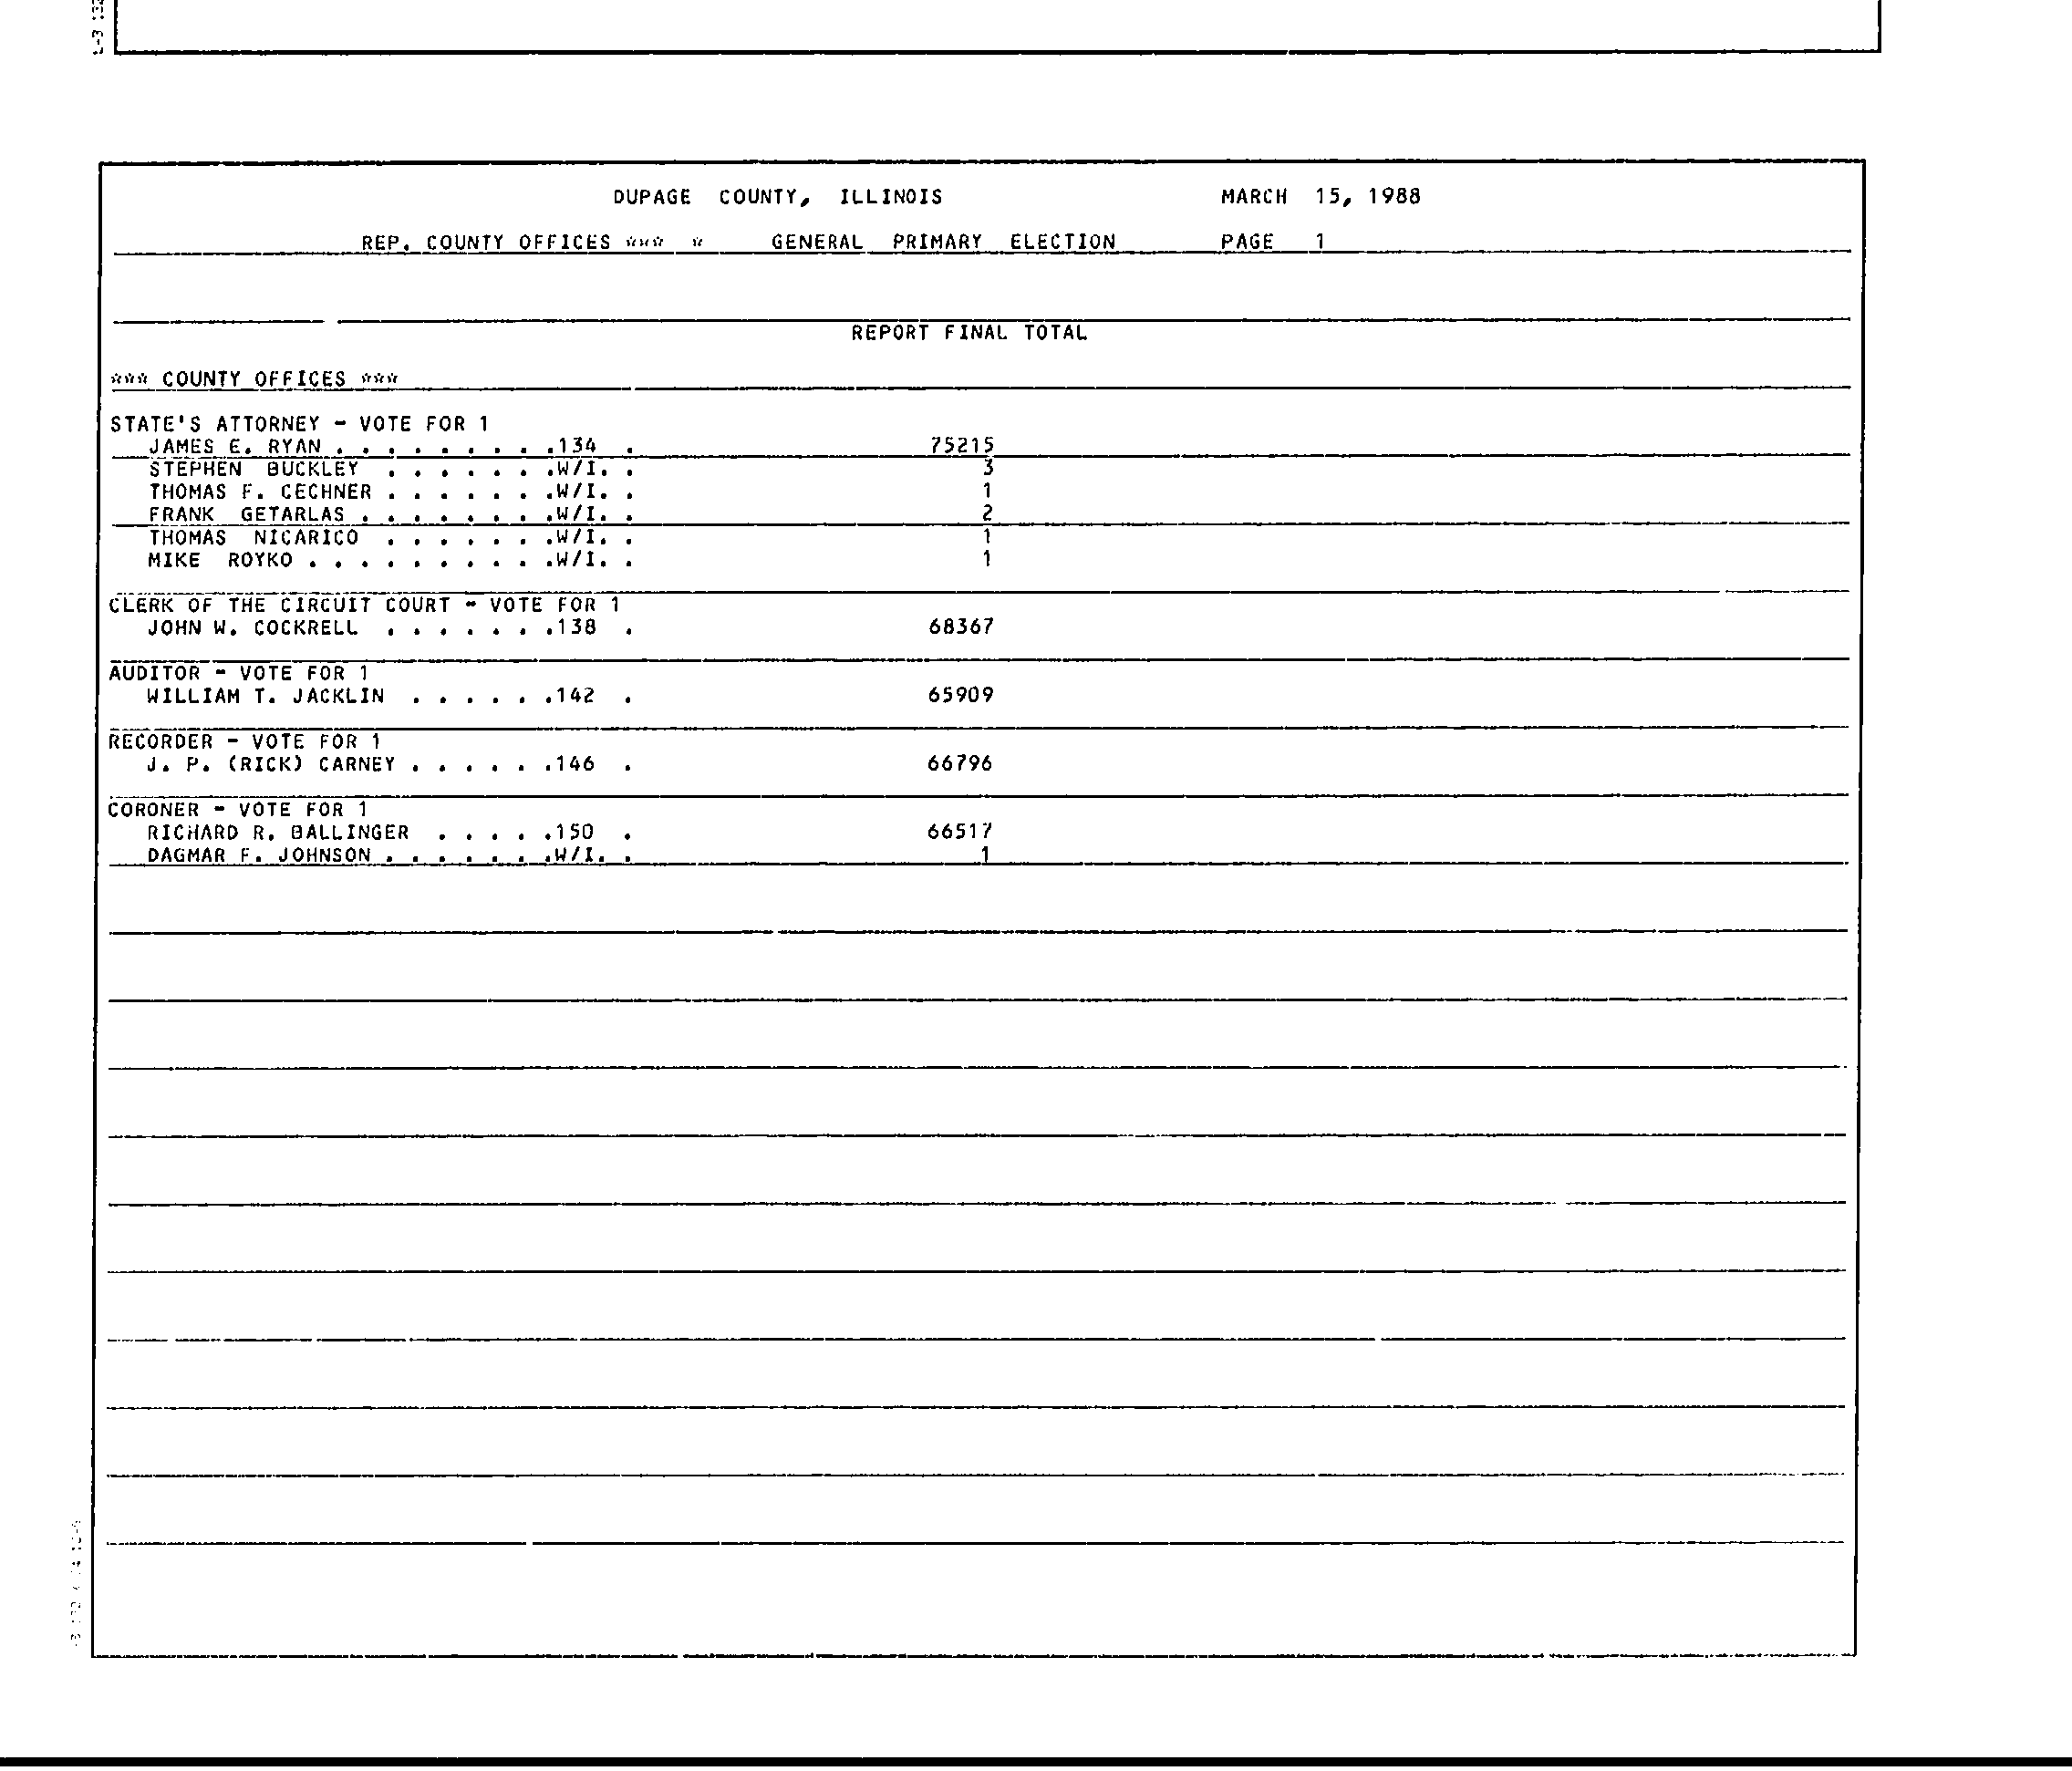 DUPAGE COUNTY, ILLINOIS MARCH 15, 1988
REP. COUNTY OFFICES *** * GENERAL PRIMARY ELECTION PAGE 1
REPORT FINAL TOTAL
*** COUNTY OFFICES ***
STATE'S ATTORNEY - VOTE FOR 1
JAMES E. RYAN . . . . . . . . .134 . 75215
STEPHEN BUCKLEY . . . . . . .W/I. . 3
THOMAS F. CECHNER . . . . . . .W/I. . 1
FRANK GETARLAS . . . . . . . .W/I. . 2
THOMAS NICARICO . . . . . . .W/I. . 1
MIKE ROYKO . . . . . . . . . .W/I. . 1
CLERK OF THE CIRCUIT COURT - VOTE FOR 1
JOHN W. COCKRELL . . . . . . .138 . 68367
AUDITOR - VOTE FOR 1
WILLIAM T. JACKLIN . . . . . .142 . 65909
RECORDER - VOTE FOR 1
J. P. (RICK) CARNEY . . . . . .146 . 66796
CORONER - VOTE FOR 1
RICHARD R. BALLINGER . . . . .150 . 66517
DAGMAR F. JOHNSON . . . . . . .W/I. . 1